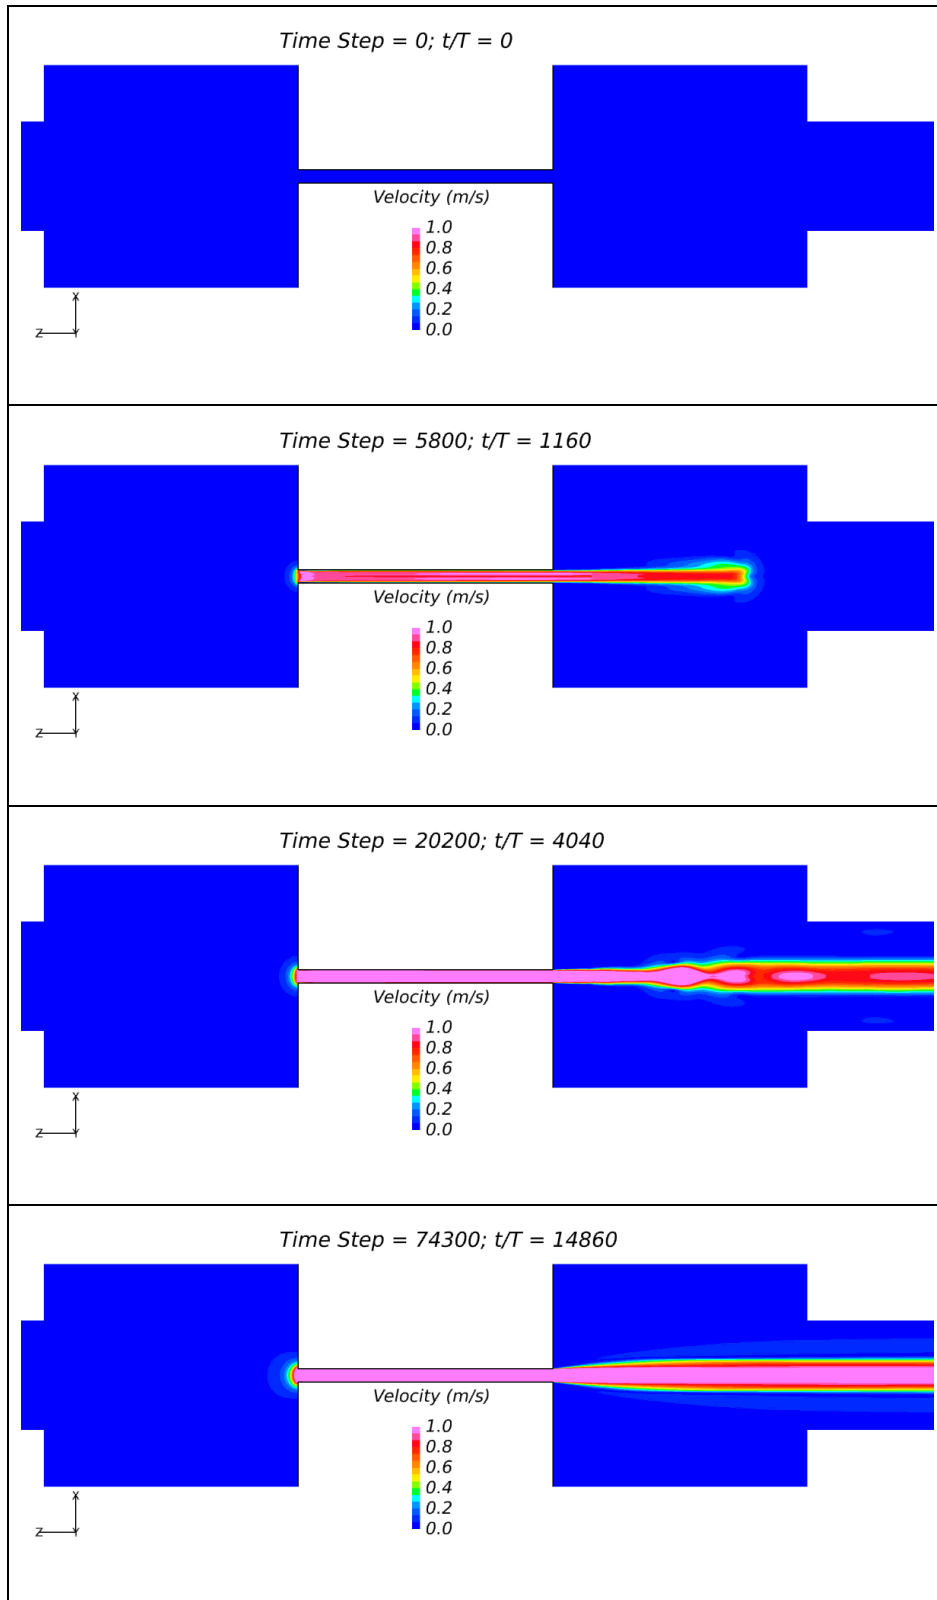 Time Step = 0; t/T = 0
Velocity (m/s)
1.0
0.8
0.6
0.4
0.2
0.0
X
Z
Y
Time Step = 5800; t/T = 1160
Velocity (m/s)
1.0
0.8
0.6
0.4
0.2
0.0
X
Z
Y
Time Step = 20200; t/T = 4040
Velocity (m/s)
1.0
0.8
0.6
0.4
0.2
0.0
X
Z
Y
Time Step = 74300; t/T = 14860
Velocity (m/s)
1.0
0.8
0.6
0.4
0.2
0.0
X
Z
Y